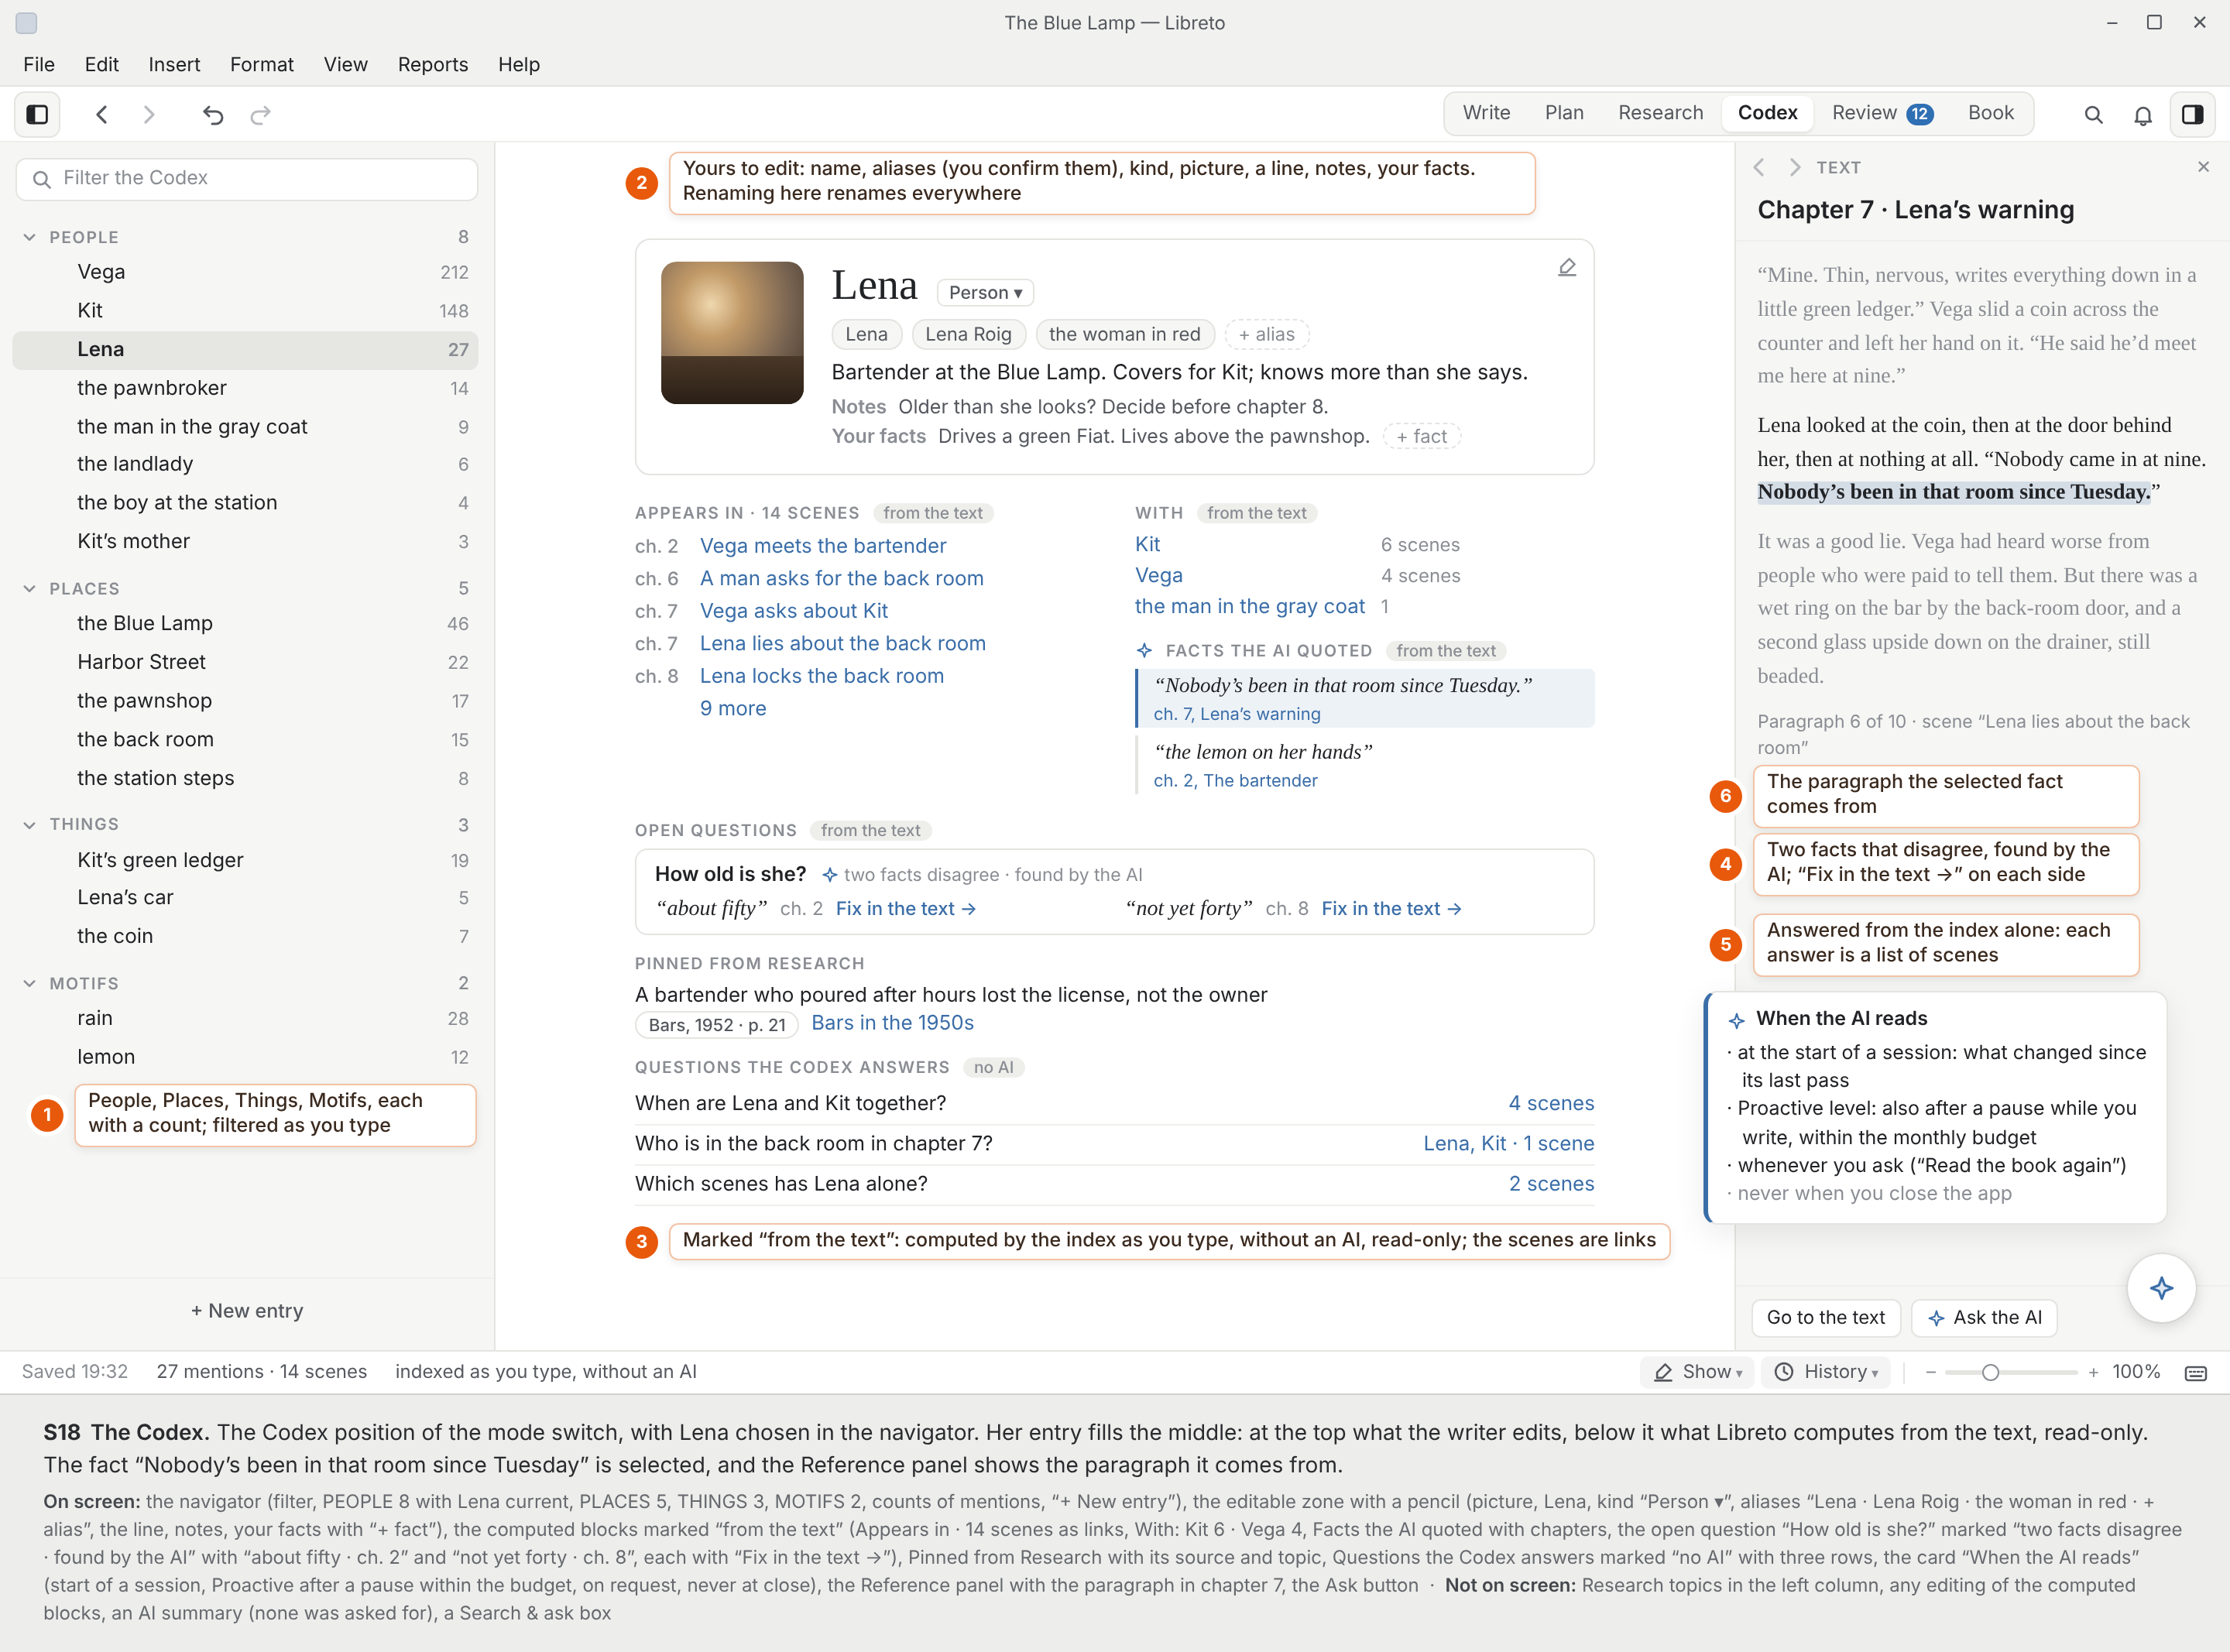 The Blue Lamp — Libreto
File Edit Insert Format View Reports Help
Write Plan Research Codex Review 12 Book
Filter the Codex
PEOPLE 8
Vega 212
Kit 148
Lena 27
the pawnbroker 14
the man in the gray coat 9
the landlady 6
the boy at the station 4
Kit’s mother 3
PLACES 5
the Blue Lamp 46
Harbor Street 22
the pawnshop 17
the back room 15
the station steps 8
THINGS 3
Kit’s green ledger 19
Lena’s car 5
the coin 7
MOTIFS 2
rain 28
lemon 12
1 People, Places, Things, Motifs, each
with a count; filtered as you type
+ New entry
2 Yours to edit: name, aliases (you confirm them), kind, picture, a line, notes, your facts.
Renaming here renames everywhere
Lena Person ▾
Lena Lena Roig the woman in red + alias
Bartender at the Blue Lamp. Covers for Kit; knows more than she says.
Notes Older than she looks? Decide before chapter 8.
Your facts Drives a green Fiat. Lives above the pawnshop. + fact
APPEARS IN · 14 SCENES from the text
ch. 2 Vega meets the bartender
ch. 6 A man asks for the back room
ch. 7 Vega asks about Kit
ch. 7 Lena lies about the back room
ch. 8 Lena locks the back room
9 more
WITH from the text
Kit 6 scenes
Vega 4 scenes
the man in the gray coat 1
FACTS THE AI QUOTED from the text
“Nobody’s been in that room since Tuesday.”
ch. 7, Lena’s warning
“the lemon on her hands”
ch. 2, The bartender
OPEN QUESTIONS from the text
How old is she? two facts disagree · found by the AI
“about fifty” ch. 2 Fix in the text → “not yet forty” ch. 8 Fix in the text →
PINNED FROM RESEARCH
A bartender who poured after hours lost the license, not the owner
Bars, 1952 · p. 21 Bars in the 1950s
QUESTIONS THE CODEX ANSWERS no AI
When are Lena and Kit together? 4 scenes
Who is in the back room in chapter 7? Lena, Kit · 1 scene
Which scenes has Lena alone? 2 scenes
3 Marked “from the text”: computed by the index as you type, without an AI, read-only; the scenes are links
TEXT
Chapter 7 · Lena’s warning
“Mine. Thin, nervous, writes everything down in a
little green ledger.” Vega slid a coin across the
counter and left her hand on it. “He said he’d meet
me here at nine.”
Lena looked at the coin, then at the door behind
her, then at nothing at all. “Nobody came in at nine.
Nobody’s been in that room since Tuesday.”
It was a good lie. Vega had heard worse from
people who were paid to tell them. But there was a
wet ring on the bar by the back-room door, and a
second glass upside down on the drainer, still
beaded.
Paragraph 6 of 10 · scene “Lena lies about the back
room”
6 The paragraph the selected fact
comes from
4 Two facts that disagree, found by the
AI; “Fix in the text →” on each side
5 Answered from the index alone: each
answer is a list of scenes
When the AI reads
· at the start of a session: what changed since
its last pass
· Proactive level: also after a pause while you
write, within the monthly budget
· whenever you ask (“Read the book again”)
· never when you close the app
Go to the text Ask the AI
Saved 19:32 27 mentions · 14 scenes indexed as you type, without an AI
Show ▾ History ▾ − + 100%
S18 The Codex. The Codex position of the mode switch, with Lena chosen in the navigator. Her entry fills the middle: at the top what the writer edits, below it what Libreto computes from the text, read-only.
The fact “Nobody’s been in that room since Tuesday” is selected, and the Reference panel shows the paragraph it comes from.
On screen: the navigator (filter, PEOPLE 8 with Lena current, PLACES 5, THINGS 3, MOTIFS 2, counts of mentions, “+ New entry”), the editable zone with a pencil (picture, Lena, kind “Person ▾”, aliases “Lena · Lena Roig · the woman in red · +
alias”, the line, notes, your facts with “+ fact”), the computed blocks marked “from the text” (Appears in · 14 scenes as links, With: Kit 6 · Vega 4, Facts the AI quoted with chapters, the open question “How old is she?” marked “two facts disagree
· found by the AI” with “about fifty · ch. 2” and “not yet forty · ch. 8”, each with “Fix in the text →”), Pinned from Research with its source and topic, Questions the Codex answers marked “no AI” with three rows, the card “When the AI reads”
(start of a session, Proactive after a pause within the budget, on request, never at close), the Reference panel with the paragraph in chapter 7, the Ask button · Not on screen: Research topics in the left column, any editing of the computed
blocks, an AI summary (none was asked for), a Search & ask box